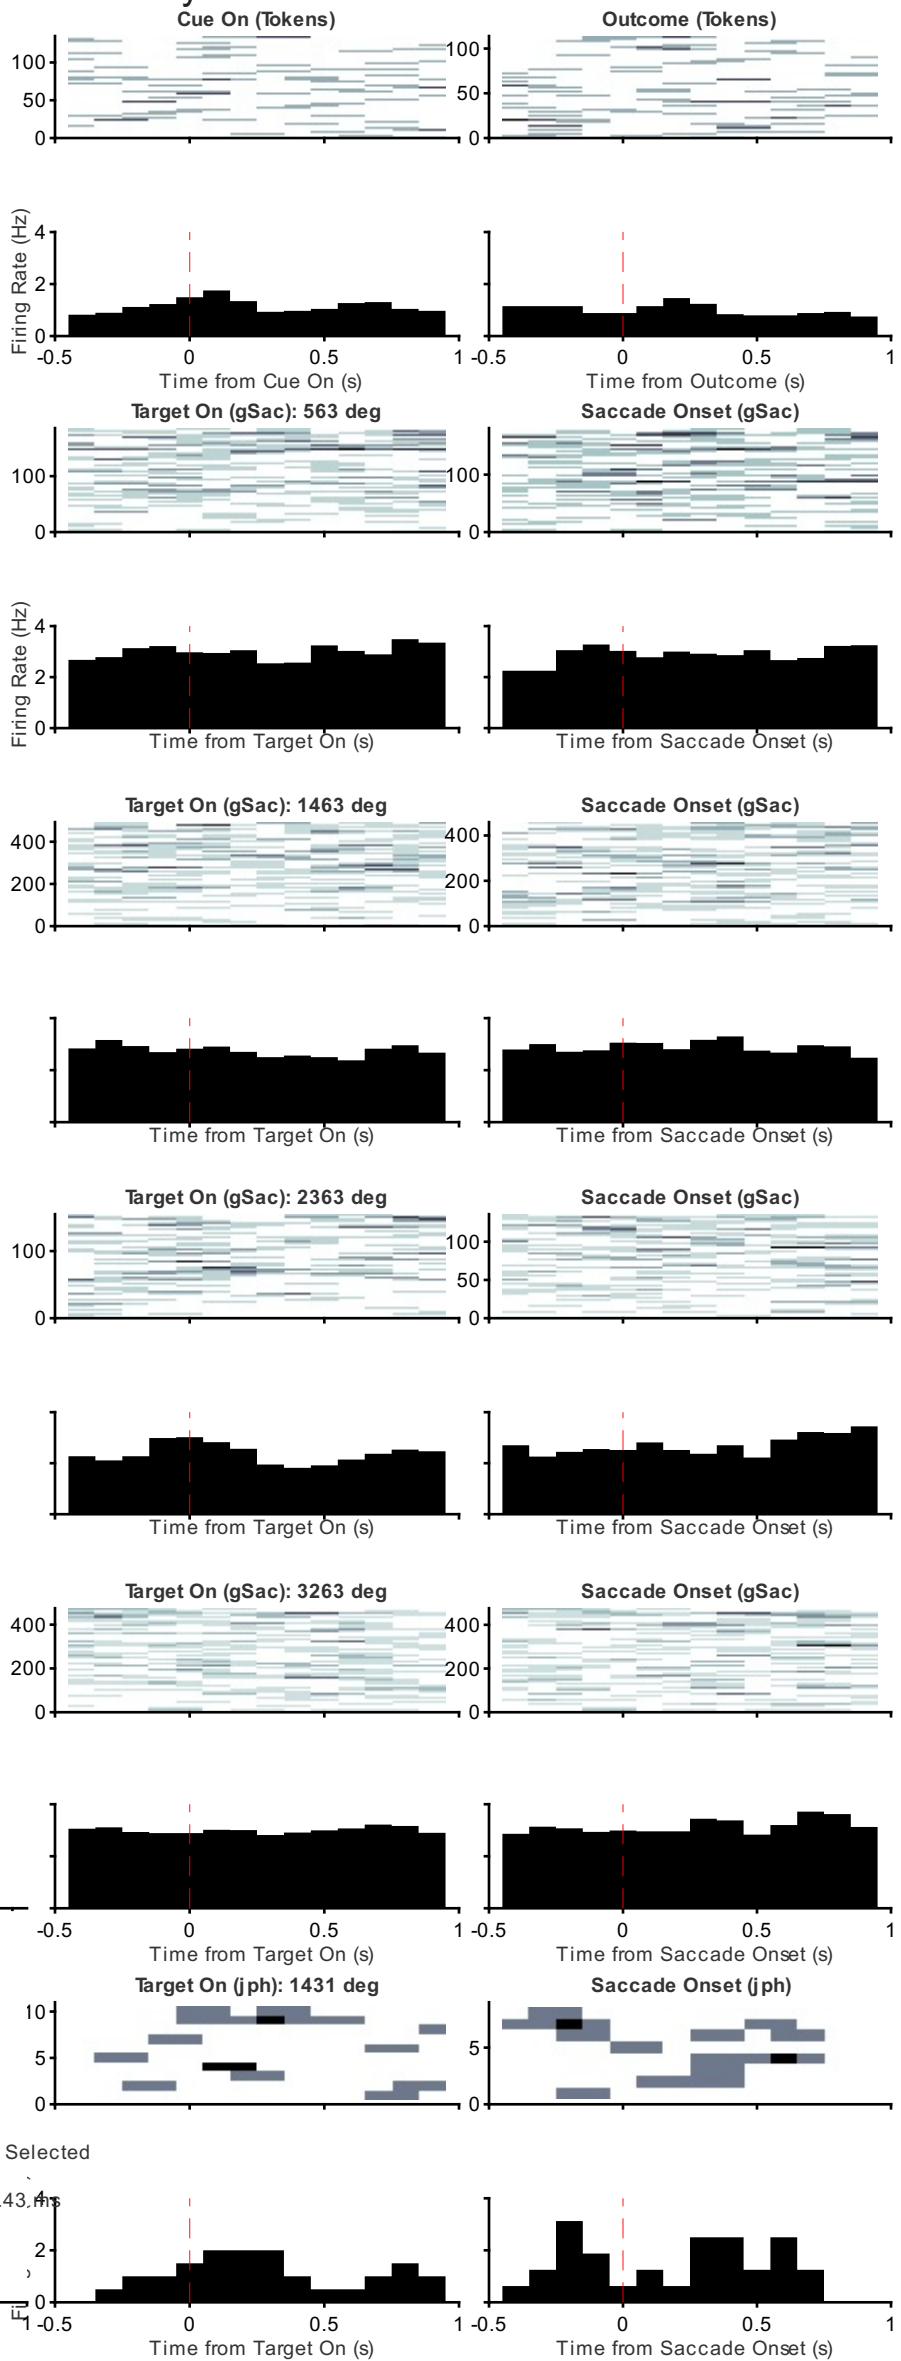 Cue On (Tokens) Outcome (Tokens)
100 100
50 50
0 0
Firing Rate (Hz)
4
2
0
-0.5 0 0.5 1 -0.5 0 0.5 1
Time from Cue On (s) Time from Outcome (s)
Target On (gSac): 563 deg Saccade Onset (gSac)
100 100
0 0
Firing Rate (Hz)
4
2
0
Time from Target On (s) Time from Saccade Onset (s)
Target On (gSac): 1463 deg Saccade Onset (gSac)
400 400
200 200
0 0
Time from Target On (s) Time from Saccade Onset (s)
Target On (gSac): 2363 deg Saccade Onset (gSac)
100 100
50
0 0
Time from Target On (s) Time from Saccade Onset (s)
Target On (gSac): 3263 deg Saccade Onset (gSac)
400 400
200 200
0 0
-0.5 0 0.5 1 -0.5 0 0.5 1
Time from Target On (s) Time from Saccade Onset (s)
Target On (jph): 1431 deg Saccade Onset (jph)
10
5 5
0 0
Selected
.43 ms
4
2
0
1 -0.5 0 0.5 1 -0.5 0 0.5 1
Time from Target On (s) Time from Saccade Onset (s)